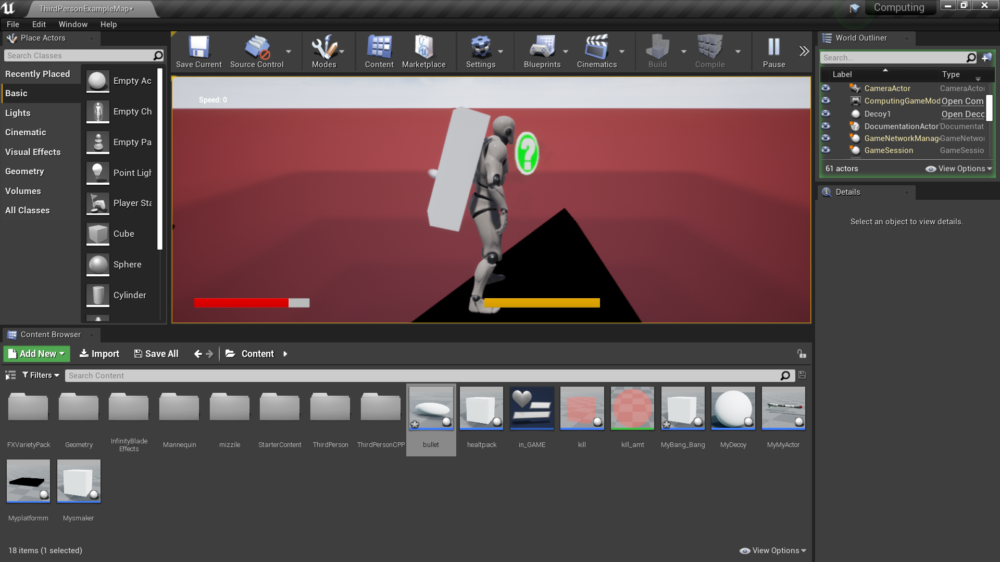 ThirdPersonExampleMap*
Computing
File Edit Window Help
Place Actors
Search Classes
Recently Placed
Basic
Lights
Cinematic
Visual Effects
Geometry
Volumes
All Classes
Empty Ac
Empty Ch
Empty Pa
Point Ligh
Player Sta
Cube
Sphere
Cylinder
Save Current Source Control Modes Content Marketplace Settings Blueprints Cinematics Build Compile Pause
Speed: 0
?
World Outliner
Search...
Label Type
CameraActor CameraActor
ComputingGameMod Open Com
Decoy1 Open Deco
DocumentationActor Documentat
GameNetworkManag GameNetwor
GameSession GameSessio
61 actors View Options
Details
Select an object to view details.
Content Browser
Add New Import Save All Content
Filters Search Content
FXVarietyPack
Geometry
InfinityBlade
Effects
Mannequin
mizzile
StarterContent
ThirdPerson
ThirdPersonCPP
bullet
healtpack
in_GAME
kill
kill_amt
MyBang_Bang
MyDecoy
MyMyActor
Myplatformm
Mysmaker
18 items (1 selected) View Options